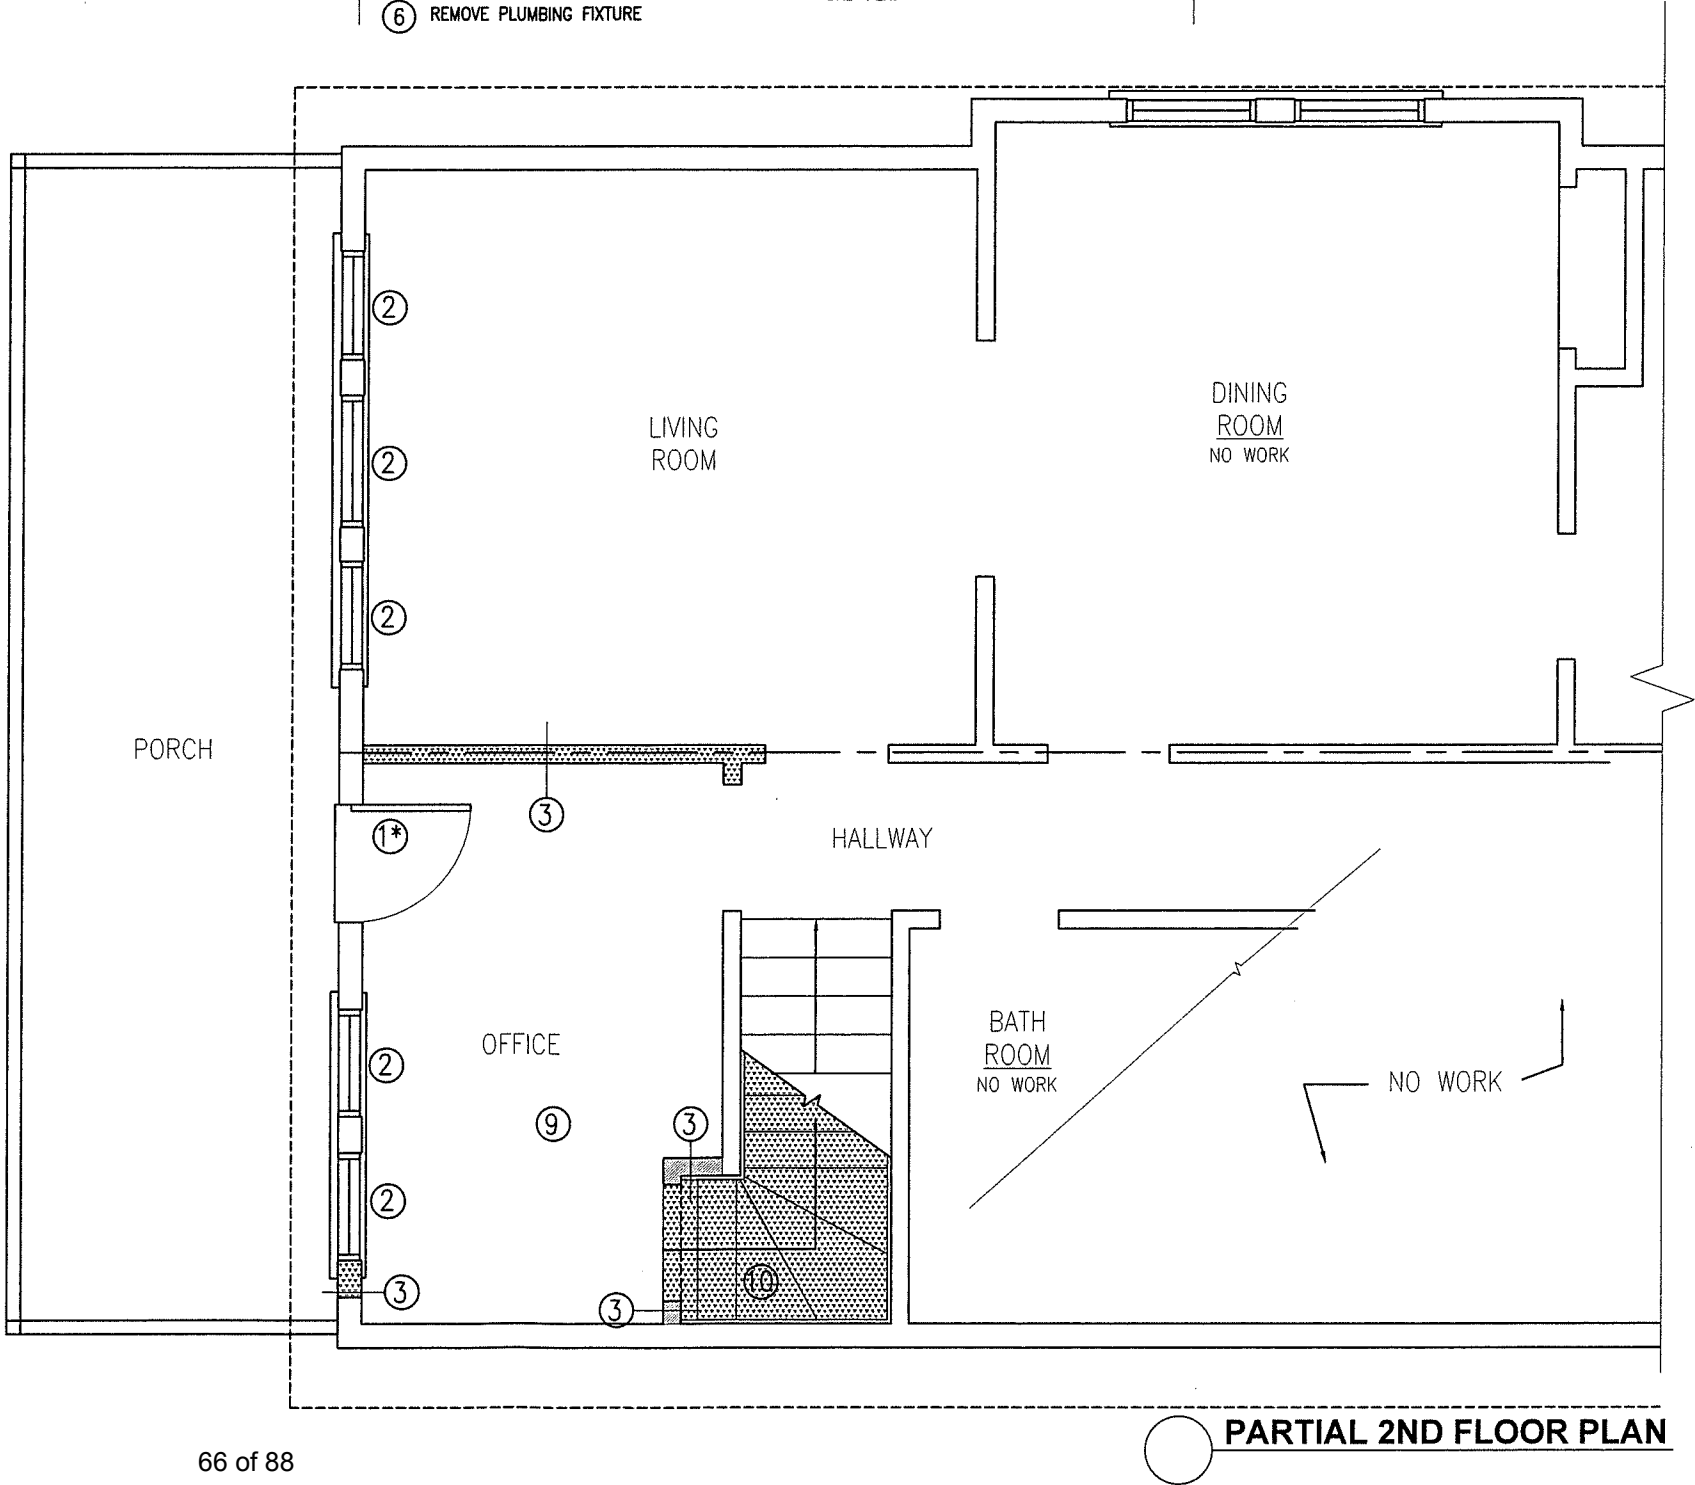 6 REMOVE PLUMBING FIXTURE
2
LIVING
ROOM
DINING
ROOM
NO WORK
2
2
PORCH
3
1*
HALLWAY
OFFICE
2
BATH
ROOM
NO WORK
NO WORK
9
3
2
10
3
3
PARTIAL 2ND FLOOR PLAN
66 of 88